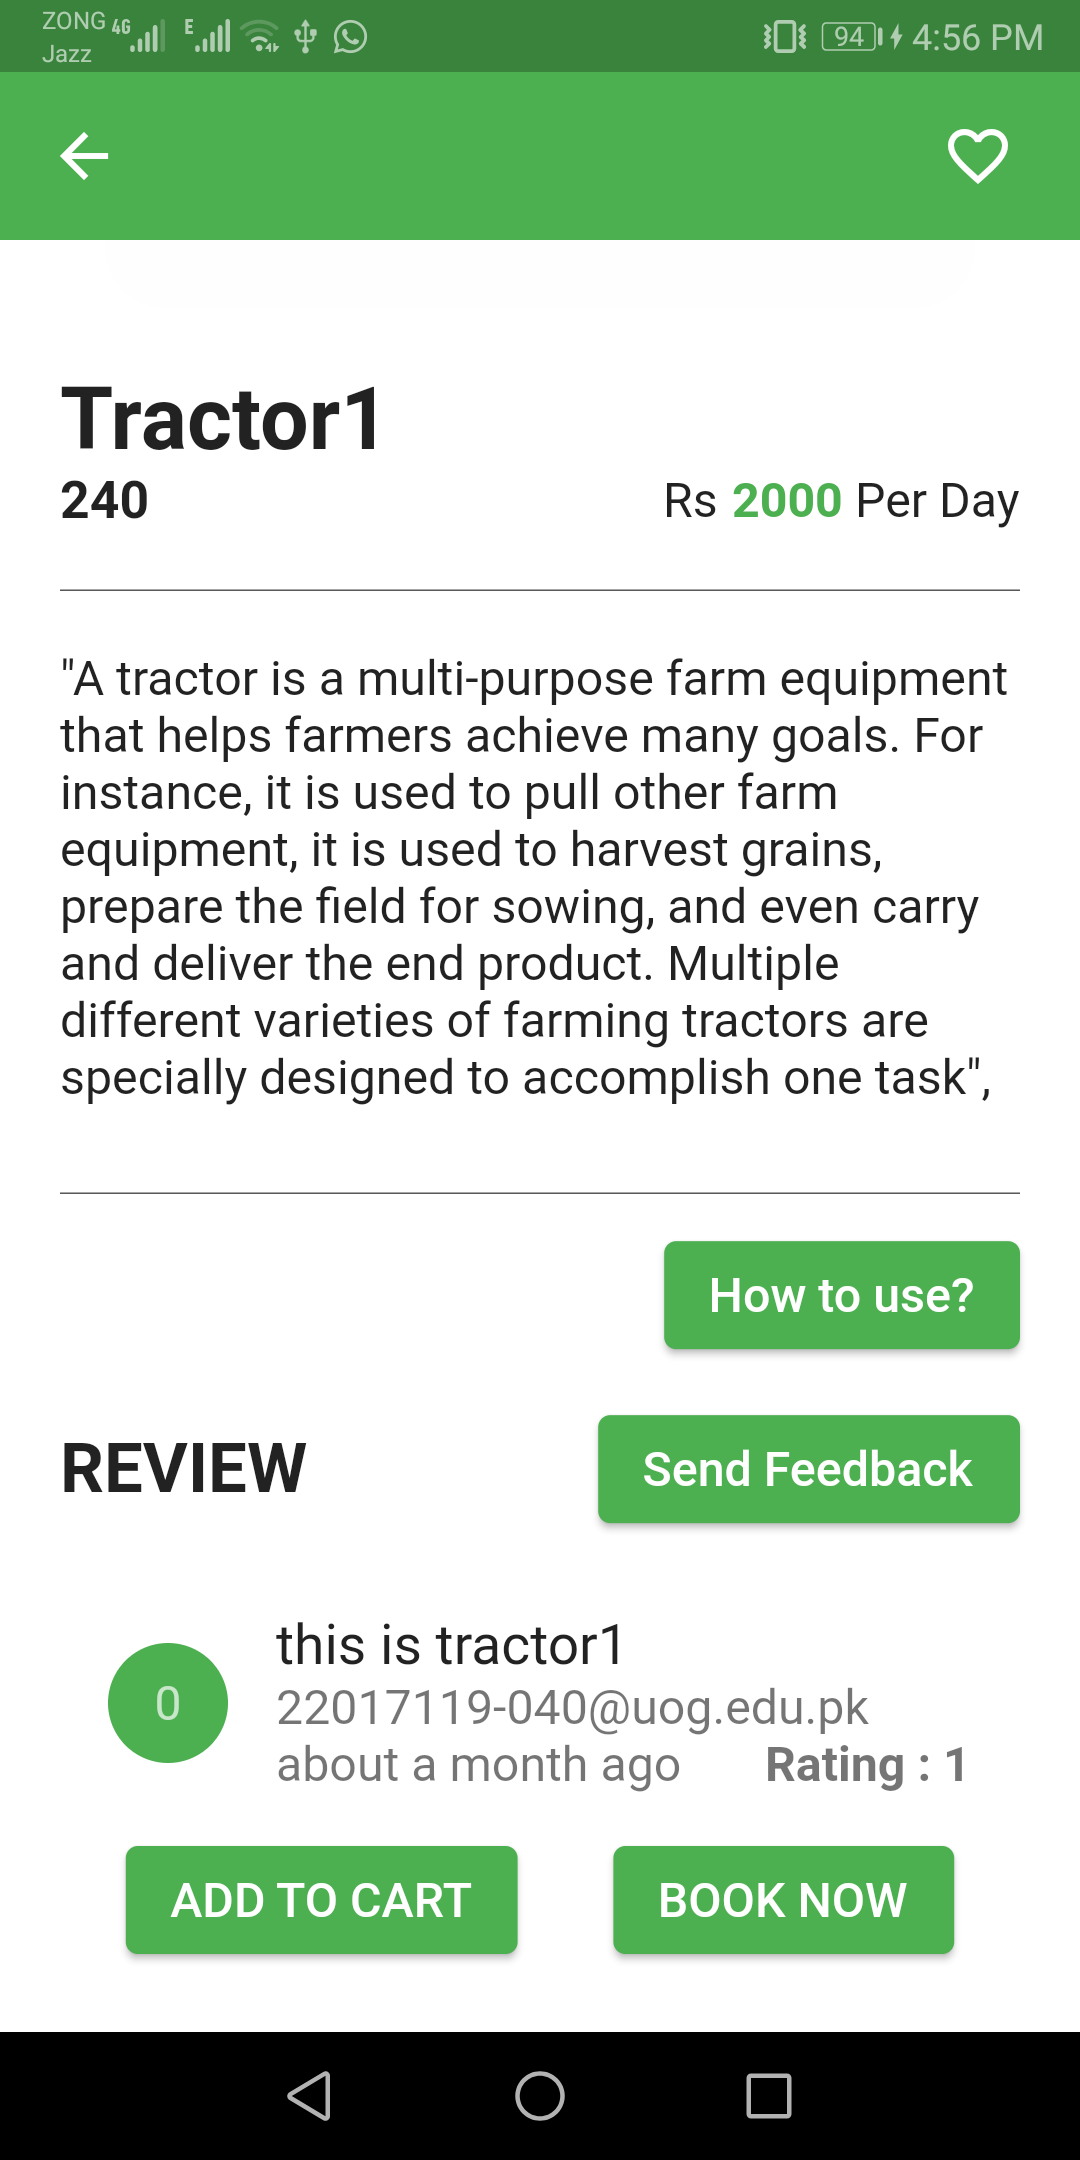 ZONG 4G E 94 4:56 PM
Jazz
Tractor1
240 Rs 2000 Per Day
"A tractor is a multi-purpose farm equipment
that helps farmers achieve many goals. For
instance, it is used to pull other farm
equipment, it is used to harvest grains,
prepare the field for sowing, and even carry
and deliver the end product. Multiple
different varieties of farming tractors are
specially designed to accomplish one task",
How to use?
REVIEW Send Feedback
this is tractor1
0 22017119-040@uog.edu.pk
about a month ago Rating : 1
ADD TO CART BOOK NOW